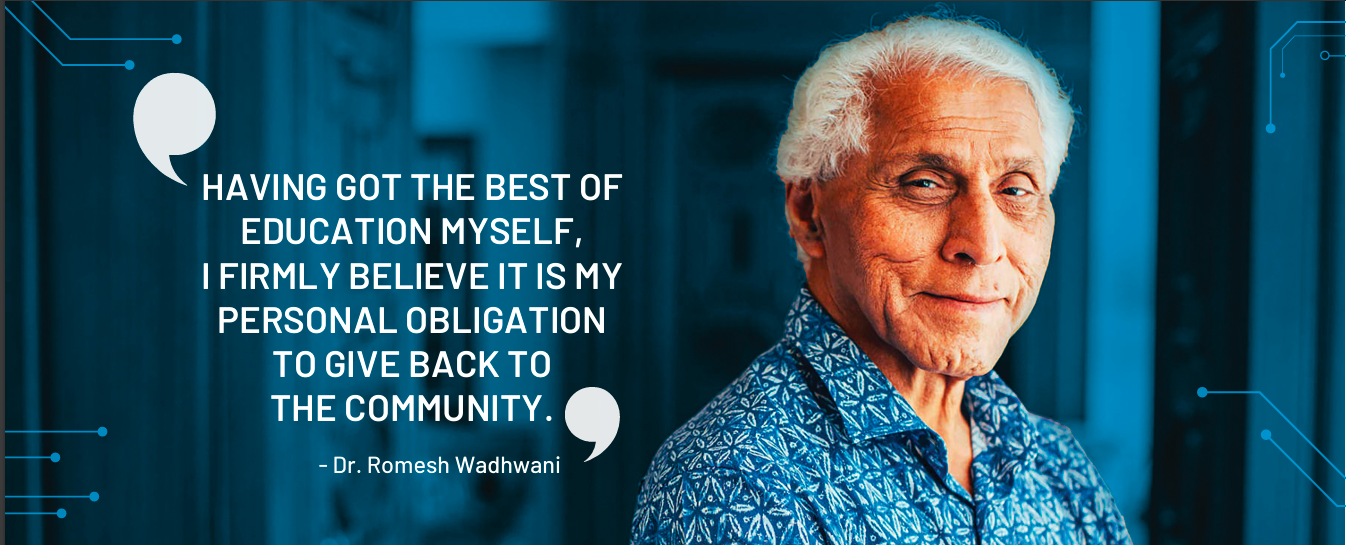 HAVING GOT THE BEST OF
EDUCATION MYSELF,
I FIRMLY BELIEVE IT IS MY
PERSONAL OBLIGATION
TO GIVE BACK TO
THE COMMUNITY.
- Dr. Romesh Wadhwani